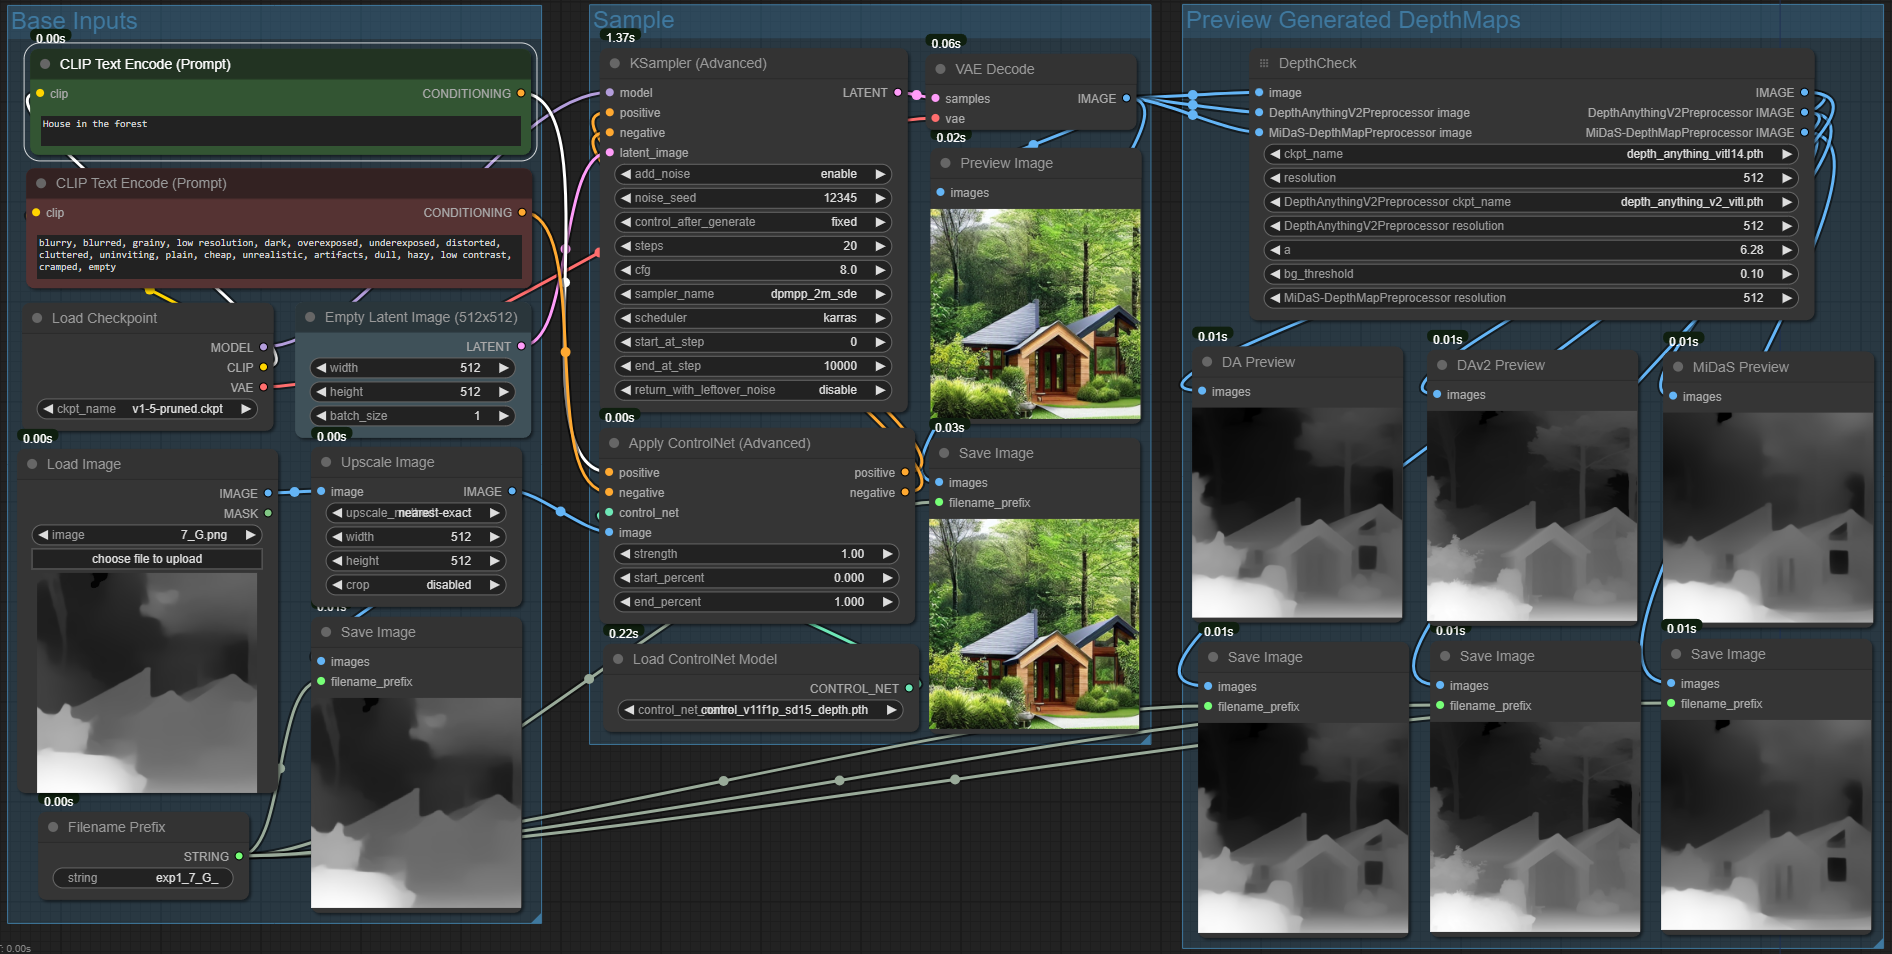 Base Inputs
0.00s
CLIP Text Encode (Prompt)
clip
CONDITIONING
House in the forest
CLIP Text Encode (Prompt)
clip
CONDITIONING
blurry, blurred, grainy, low resolution, dark, overexposed, underexposed, distorted,
cluttered, uninviting, plain, cheap, unrealistic, artifacts, dull, hazy, low contrast,
cramped, empty
Load Checkpoint
MODEL
CLIP
VAE
ckpt_name v1-5-pruned.ckpt
Empty Latent Image (512x512)
LATENT
width 512
height 512
batch_size 1
0.00s
Load Image
IMAGE
MASK
image 7_G.png
choose file to upload
0.00s
Upscale Image
image IMAGE
nearest-exact
width 512
height 512
crop disabled
0.01s
Save Image
images
filename_prefix
0.00s
Filename Prefix
STRING
string exp1_7_G_
Sample
1.37s
KSampler (Advanced)
model LATENT
positive
negative
latent_image
add_noise enable
noise_seed 12345
control_after_generate fixed
steps 20
cfg 8.0
sampler_name dpmpp_2m_sde
scheduler karras
start_at_step 0
end_at_step 10000
return_with_leftover_noise disable
0.00s
Apply ControlNet (Advanced)
positive positive
negative negative
control_net
image
strength 1.00
start_percent 0.000
end_percent 1.000
0.22s
Load ControlNet Model
CONTROL_NET
control_net control_v11f1p_sd15_depth.pth
0.06s
VAE Decode
samples IMAGE
vae
0.02s
Preview Image
images
0.03s
Save Image
images
filename_prefix
Preview Generated DepthMaps
DepthCheck
image IMAGE
DepthAnythingV2Preprocessor image DepthAnythingV2Preprocessor IMAGE
MiDaS-DepthMapPreprocessor image MiDaS-DepthMapPreprocessor IMAGE
ckpt_name depth_anything_vitl14.pth
resolution 512
DepthAnythingV2Preprocessor ckpt_name depth_anything_v2_vitl.pth
DepthAnythingV2Preprocessor resolution 512
a 6.28
bg_threshold 0.10
MiDaS-DepthMapPreprocessor resolution 512
0.01s
DA Preview
images
0.01s
DAv2 Preview
images
0.01s
MiDaS Preview
images
0.01s
Save Image
images
filename_prefix
0.01s
Save Image
images
filename_prefix
0.01s
Save Image
images
filename_prefix
: 0.00s